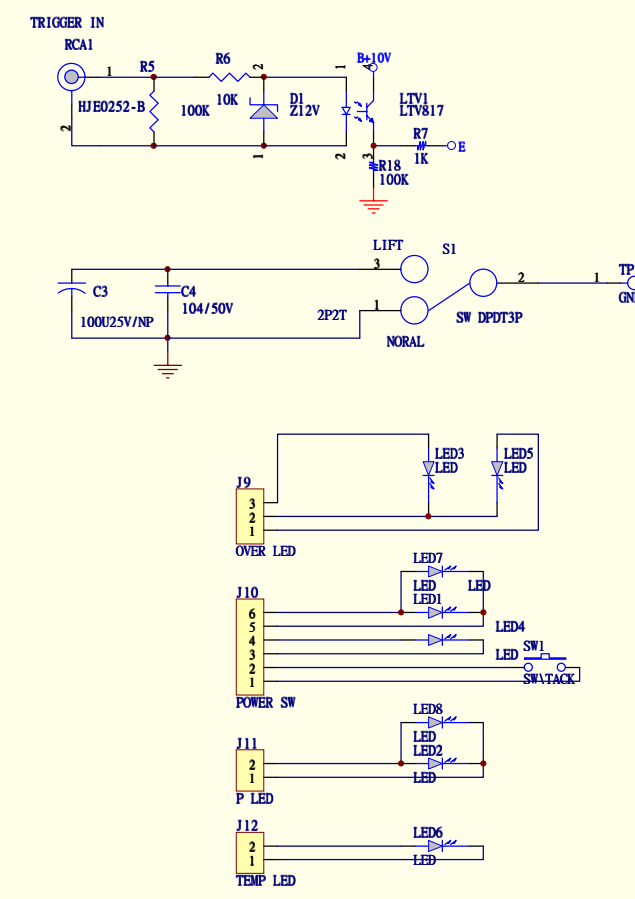 TRIGGER IN
RCA1
1
R5
R6
2
1
B+10V
4
HJE0252-B
100K
10K
D1
Z12V
LTV1
LTV817
2
1
2
3
R7
1K
E
R18
100K
LIFT
S1
3
2
1
TP
GN
C3
C4
104/50V
100U25V/NP
2P2T
1
SW DPDT3P
NORAL
LED3
LED
LED5
LED
J9
3
2
1
OVER LED
LED7
LED
LED
LED1
J10
6
5
4
3
2
1
LED4
LED
SW1
SW\TACK
POWER SW
LED8
LED
LED2
LED
J11
2
1
P LED
J12
2
1
LED6
LED
TEMP LED